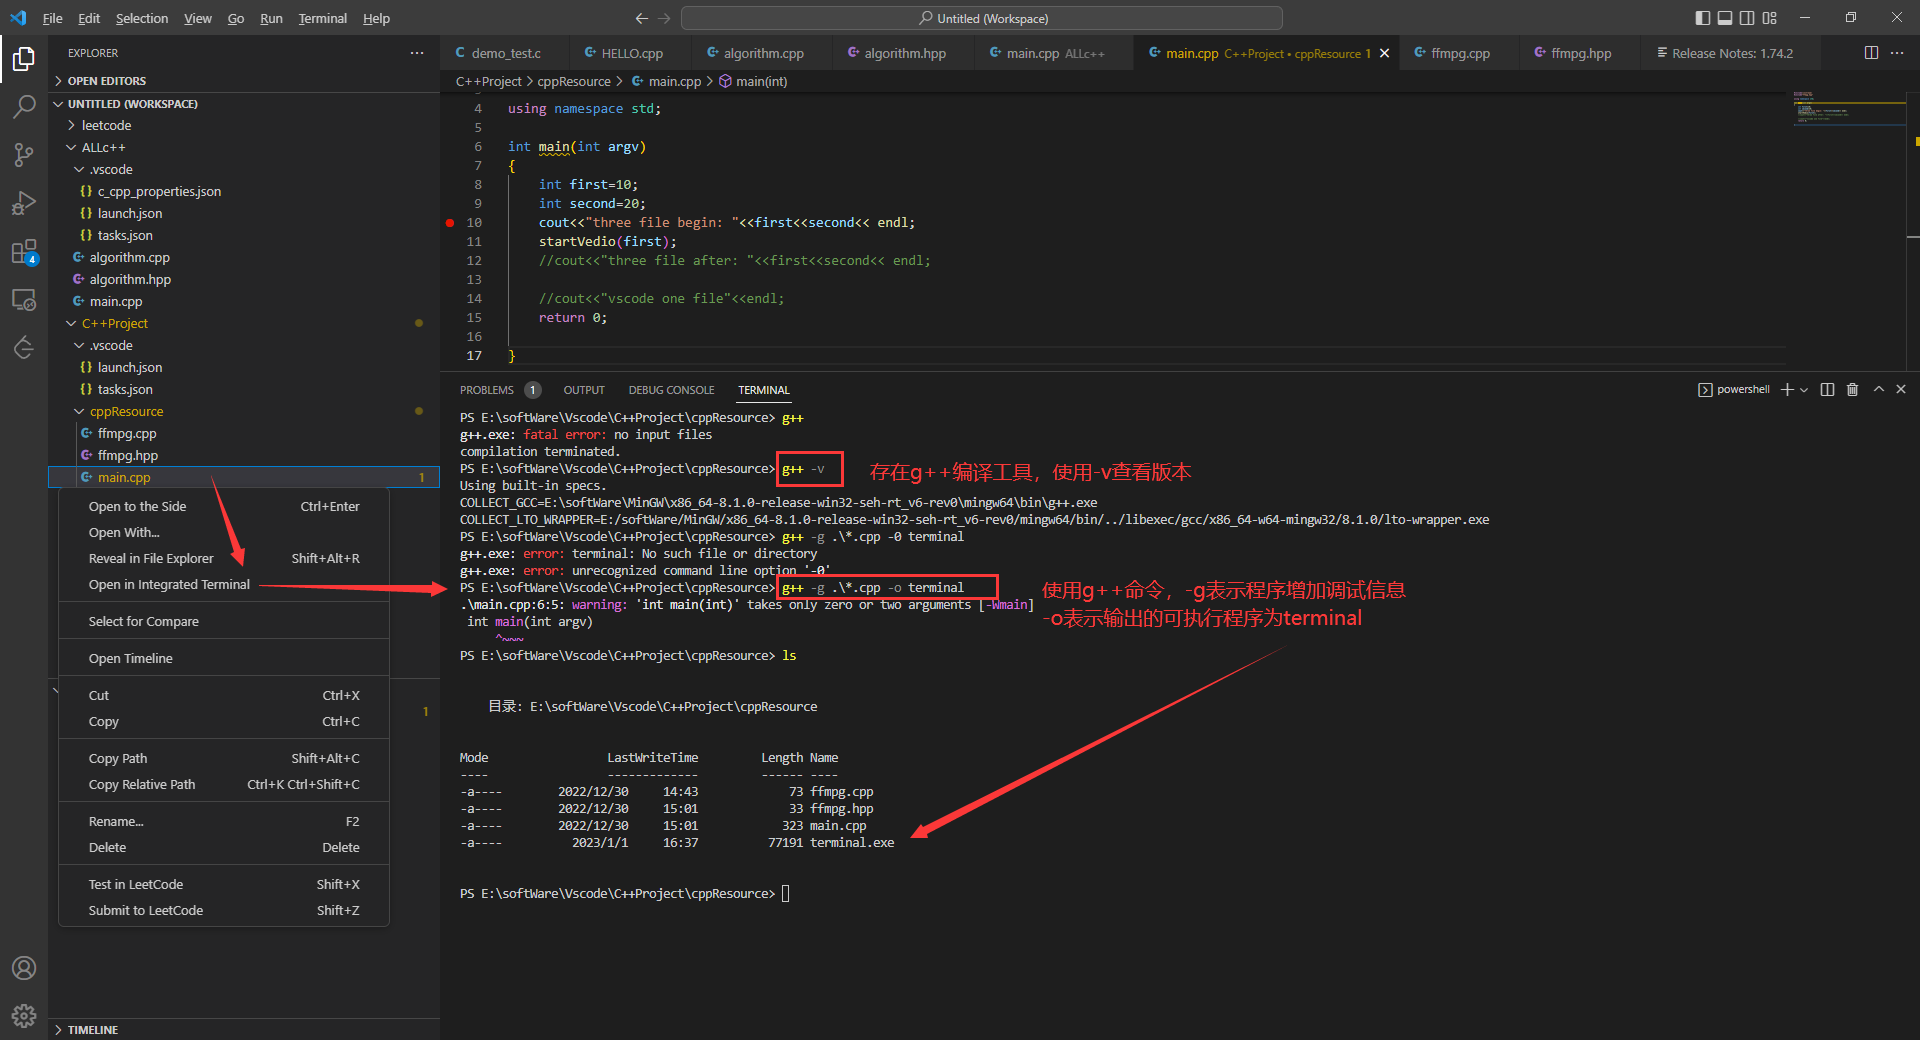 File Edit Selection View Go Run Terminal Help
Untitled (Workspace)
EXPLORER
OPEN EDITORS
UNTITLED (WORKSPACE)
leetcode
ALLc++
.vscode
{} c_cpp_properties.json
{} launch.json
{} tasks.json
algorithm.cpp
algorithm.hpp
main.cpp
C++Project
.vscode
{} launch.json
{} tasks.json
cppResource
ffmpg.cpp
ffmpg.hpp
main.cpp 1
4
Open to the Side Ctrl+Enter
Open With...
Reveal in File Explorer Shift+Alt+R
Open in Integrated Terminal
Select for Compare
Open Timeline
Cut Ctrl+X
Copy Ctrl+C
Copy Path Shift+Alt+C
Copy Relative Path Ctrl+K Ctrl+Shift+C
Rename... F2
Delete Delete
Test in LeetCode Shift+X
Submit to LeetCode Shift+Z
1
TIMELINE
demo_test.c HELLO.cpp algorithm.cpp algorithm.hpp main.cpp ALLc++ main.cpp C++Project • cppResource 1 ffmpg.cpp ffmpg.hpp Release Notes: 1.74.2
C++Project > cppResource > main.cpp > main(int)
4 using namespace std;
5
6 int main(int argv)
7 {
8 int first=10;
9 int second=20;
10 cout<<"three file begin: "<<first<<second<< endl;
11 startVedio(first);
12 //cout<<"three file after: "<<first<<second<< endl;
13
14 //cout<<"vscode one file"<<endl;
15 return 0;
16
17 }
PROBLEMS 1 OUTPUT DEBUG CONSOLE TERMINAL
powershell
PS E:\softWare\Vscode\C++Project\cppResource> g++
g++.exe: fatal error: no input files
compilation terminated.
PS E:\softWare\Vscode\C++Project\cppResource> g++ -v
存在g++编译工具，使用-v查看版本
Using built-in specs.
COLLECT_GCC=E:\softWare\MinGW\x86_64-8.1.0-release-win32-seh-rt_v6-rev0\mingw64\bin\g++.exe
COLLECT_LTO_WRAPPER=E:/softWare/MinGW/x86_64-8.1.0-release-win32-seh-rt_v6-rev0/mingw64/bin/../libexec/gcc/x86_64-w64-mingw32/8.1.0/lto-wrapper.exe
PS E:\softWare\Vscode\C++Project\cppResource> g++ -g .\*.cpp -0 terminal
g++.exe: error: terminal: No such file or directory
g++.exe: error: unrecognized command line option '-0'
PS E:\softWare\Vscode\C++Project\cppResource> g++ -g .\*.cpp -o terminal
使用g++命令，-g表示程序增加调试信息
.\main.cpp:6:5: warning: 'int main(int)' takes only zero or two arguments [-Wmain]
-o表示输出的可执行程序为terminal
int main(int argv)
^~~~
PS E:\softWare\Vscode\C++Project\cppResource> ls
目录: E:\softWare\Vscode\C++Project\cppResource
Mode LastWriteTime Length Name
---- ------------- ------ ----
-a---- 2022/12/30 14:43 73 ffmpg.cpp
-a---- 2022/12/30 15:01 33 ffmpg.hpp
-a---- 2022/12/30 15:01 323 main.cpp
-a---- 2023/1/1 16:37 77191 terminal.exe
PS E:\softWare\Vscode\C++Project\cppResource>